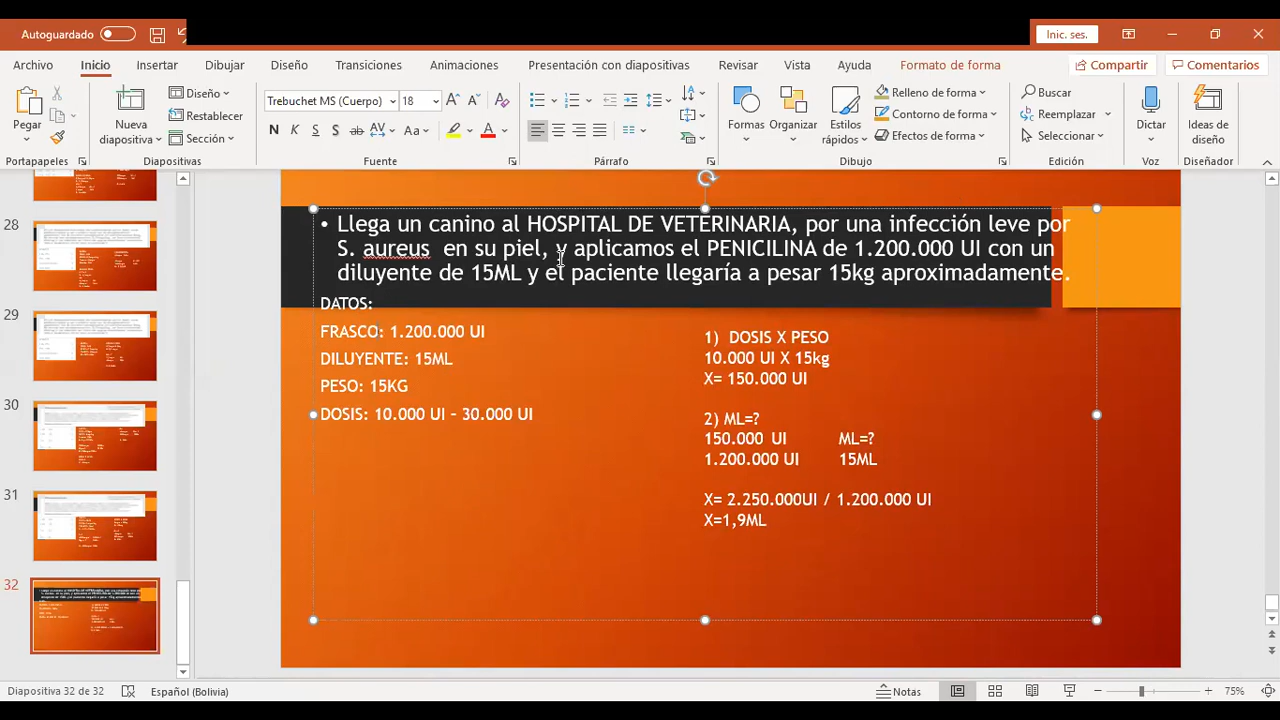 Autoguardado
Inic. ses.
Archivo Inicio Insertar Dibujar Diseño Transiciones Animaciones Presentación con diapositivas Revisar Vista Ayuda Formato de forma Compartir Comentarios
Pegar
Nueva diapositiva
Diseño
Restablecer
Sección
Trebuchet MS (Cuerpo) 18
N K S S ab AV Aa A
Formas
Organizar
Estilos rápidos
Relleno de forma
Contorno de forma
Efectos de forma
Buscar
Reemplazar
Seleccionar
Dictar
Ideas de diseño
Portapapeles Diapositivas Fuente Párrafo Dibujo Edición Voz Diseñador
28
29
30
31
32
• Llega un canino al HOSPITAL DE VETERINARIA, por una infección leve por
S. aureus en su piel, y aplicamos el PENICILINA de 1.200.000 UI con un
diluyente de 15ML y el paciente llegaría a pesar 15kg aproximadamente.
DATOS:
FRASCO: 1.200.000 UI
DILUYENTE: 15ML
PESO: 15KG
DOSIS: 10.000 UI – 30.000 UI
1) DOSIS X PESO
10.000 UI X 15kg
X= 150.000 UI
2) ML=?
150.000 UI ML=?
1.200.000 UI 15ML
X= 2.250.000UI / 1.200.000 UI
X=1,9ML
Diapositiva 32 de 32 Español (Bolivia) Notas 75%